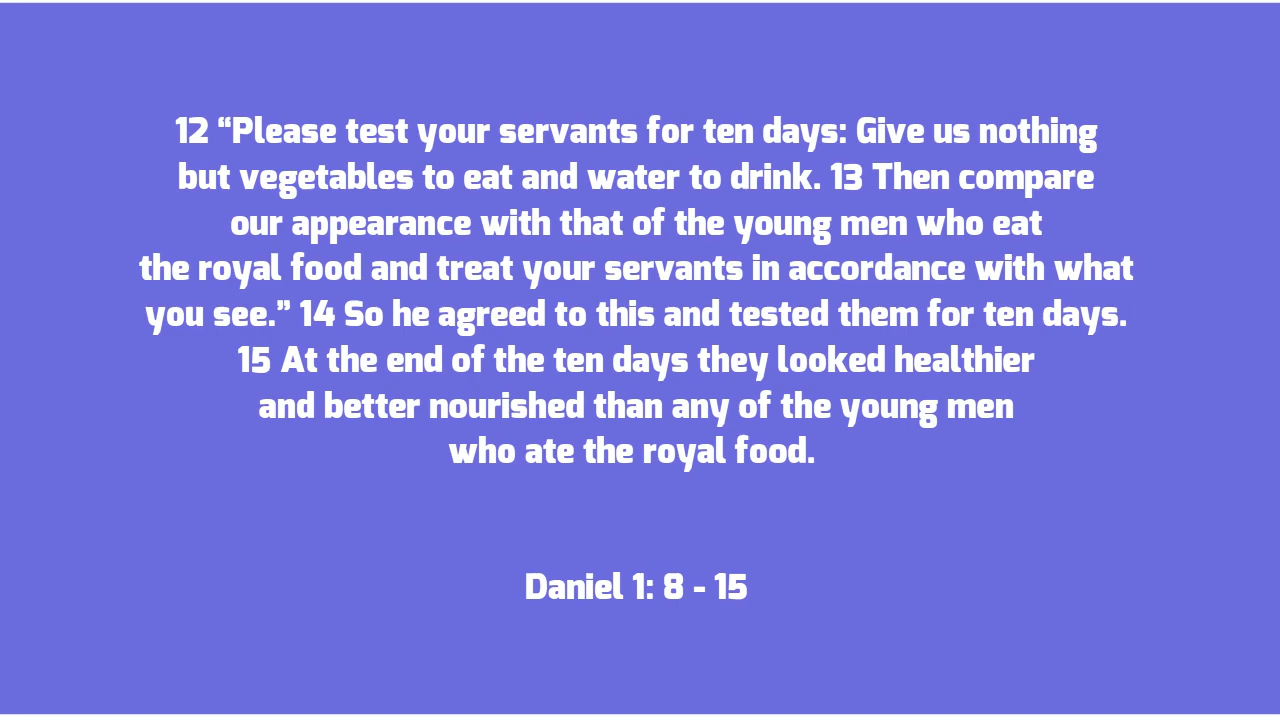 12 “Please test your servants for ten days: Give us nothing
but vegetables to eat and water to drink. 13 Then compare
our appearance with that of the young men who eat
the royal food and treat your servants in accordance with what
you see.” 14 So he agreed to this and tested them for ten days.
15 At the end of the ten days they looked healthier
and better nourished than any of the young men
who ate the royal food.
Daniel 1: 8 - 15